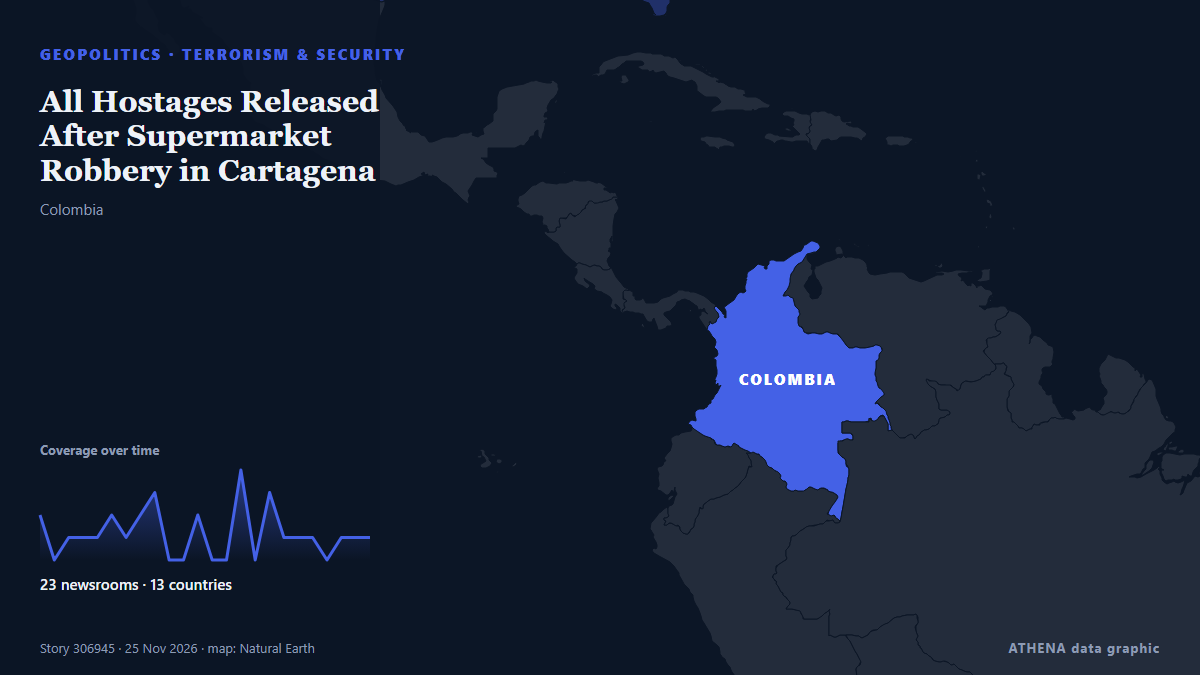 GEOPOLITICS · TERRORISM & SECURITY
All Hostages Released
After Supermarket
Robbery in Cartagena
Colombia
COLOMBIA
Coverage over time
23 newsrooms · 13 countries
Story 306945 · 25 Nov 2026 · map: Natural Earth
ATHENA data graphic